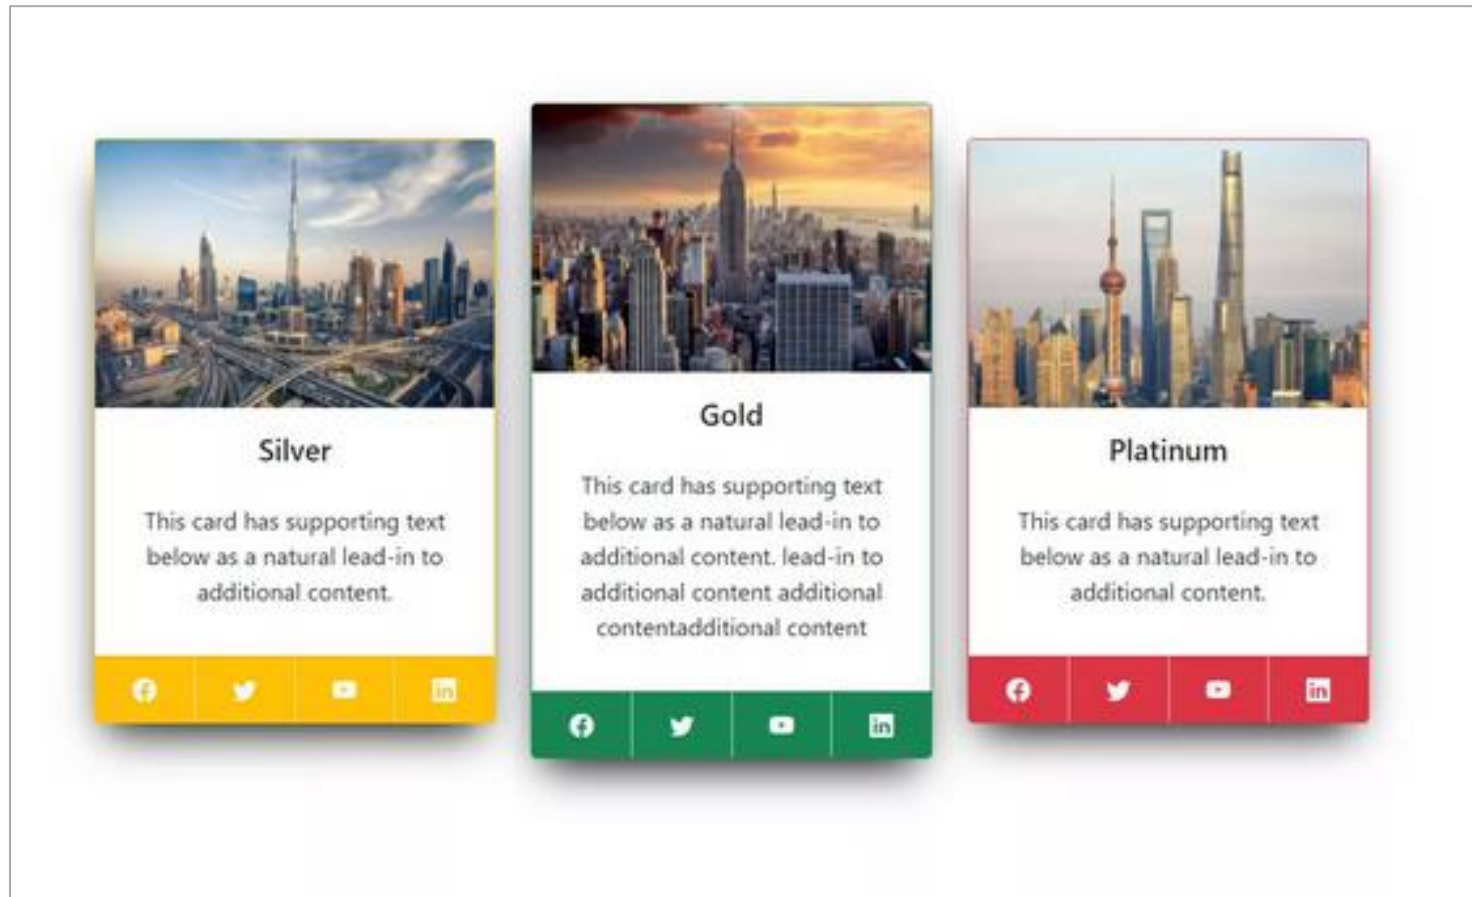 Silver
This card has supporting text
below as a natural lead-in to
additional content.
Gold
This card has supporting text
below as a natural lead-in to
additional content. lead-in to
additional content additional
contentadditional content
Platinum
This card has supporting text
below as a natural lead-in to
additional content.